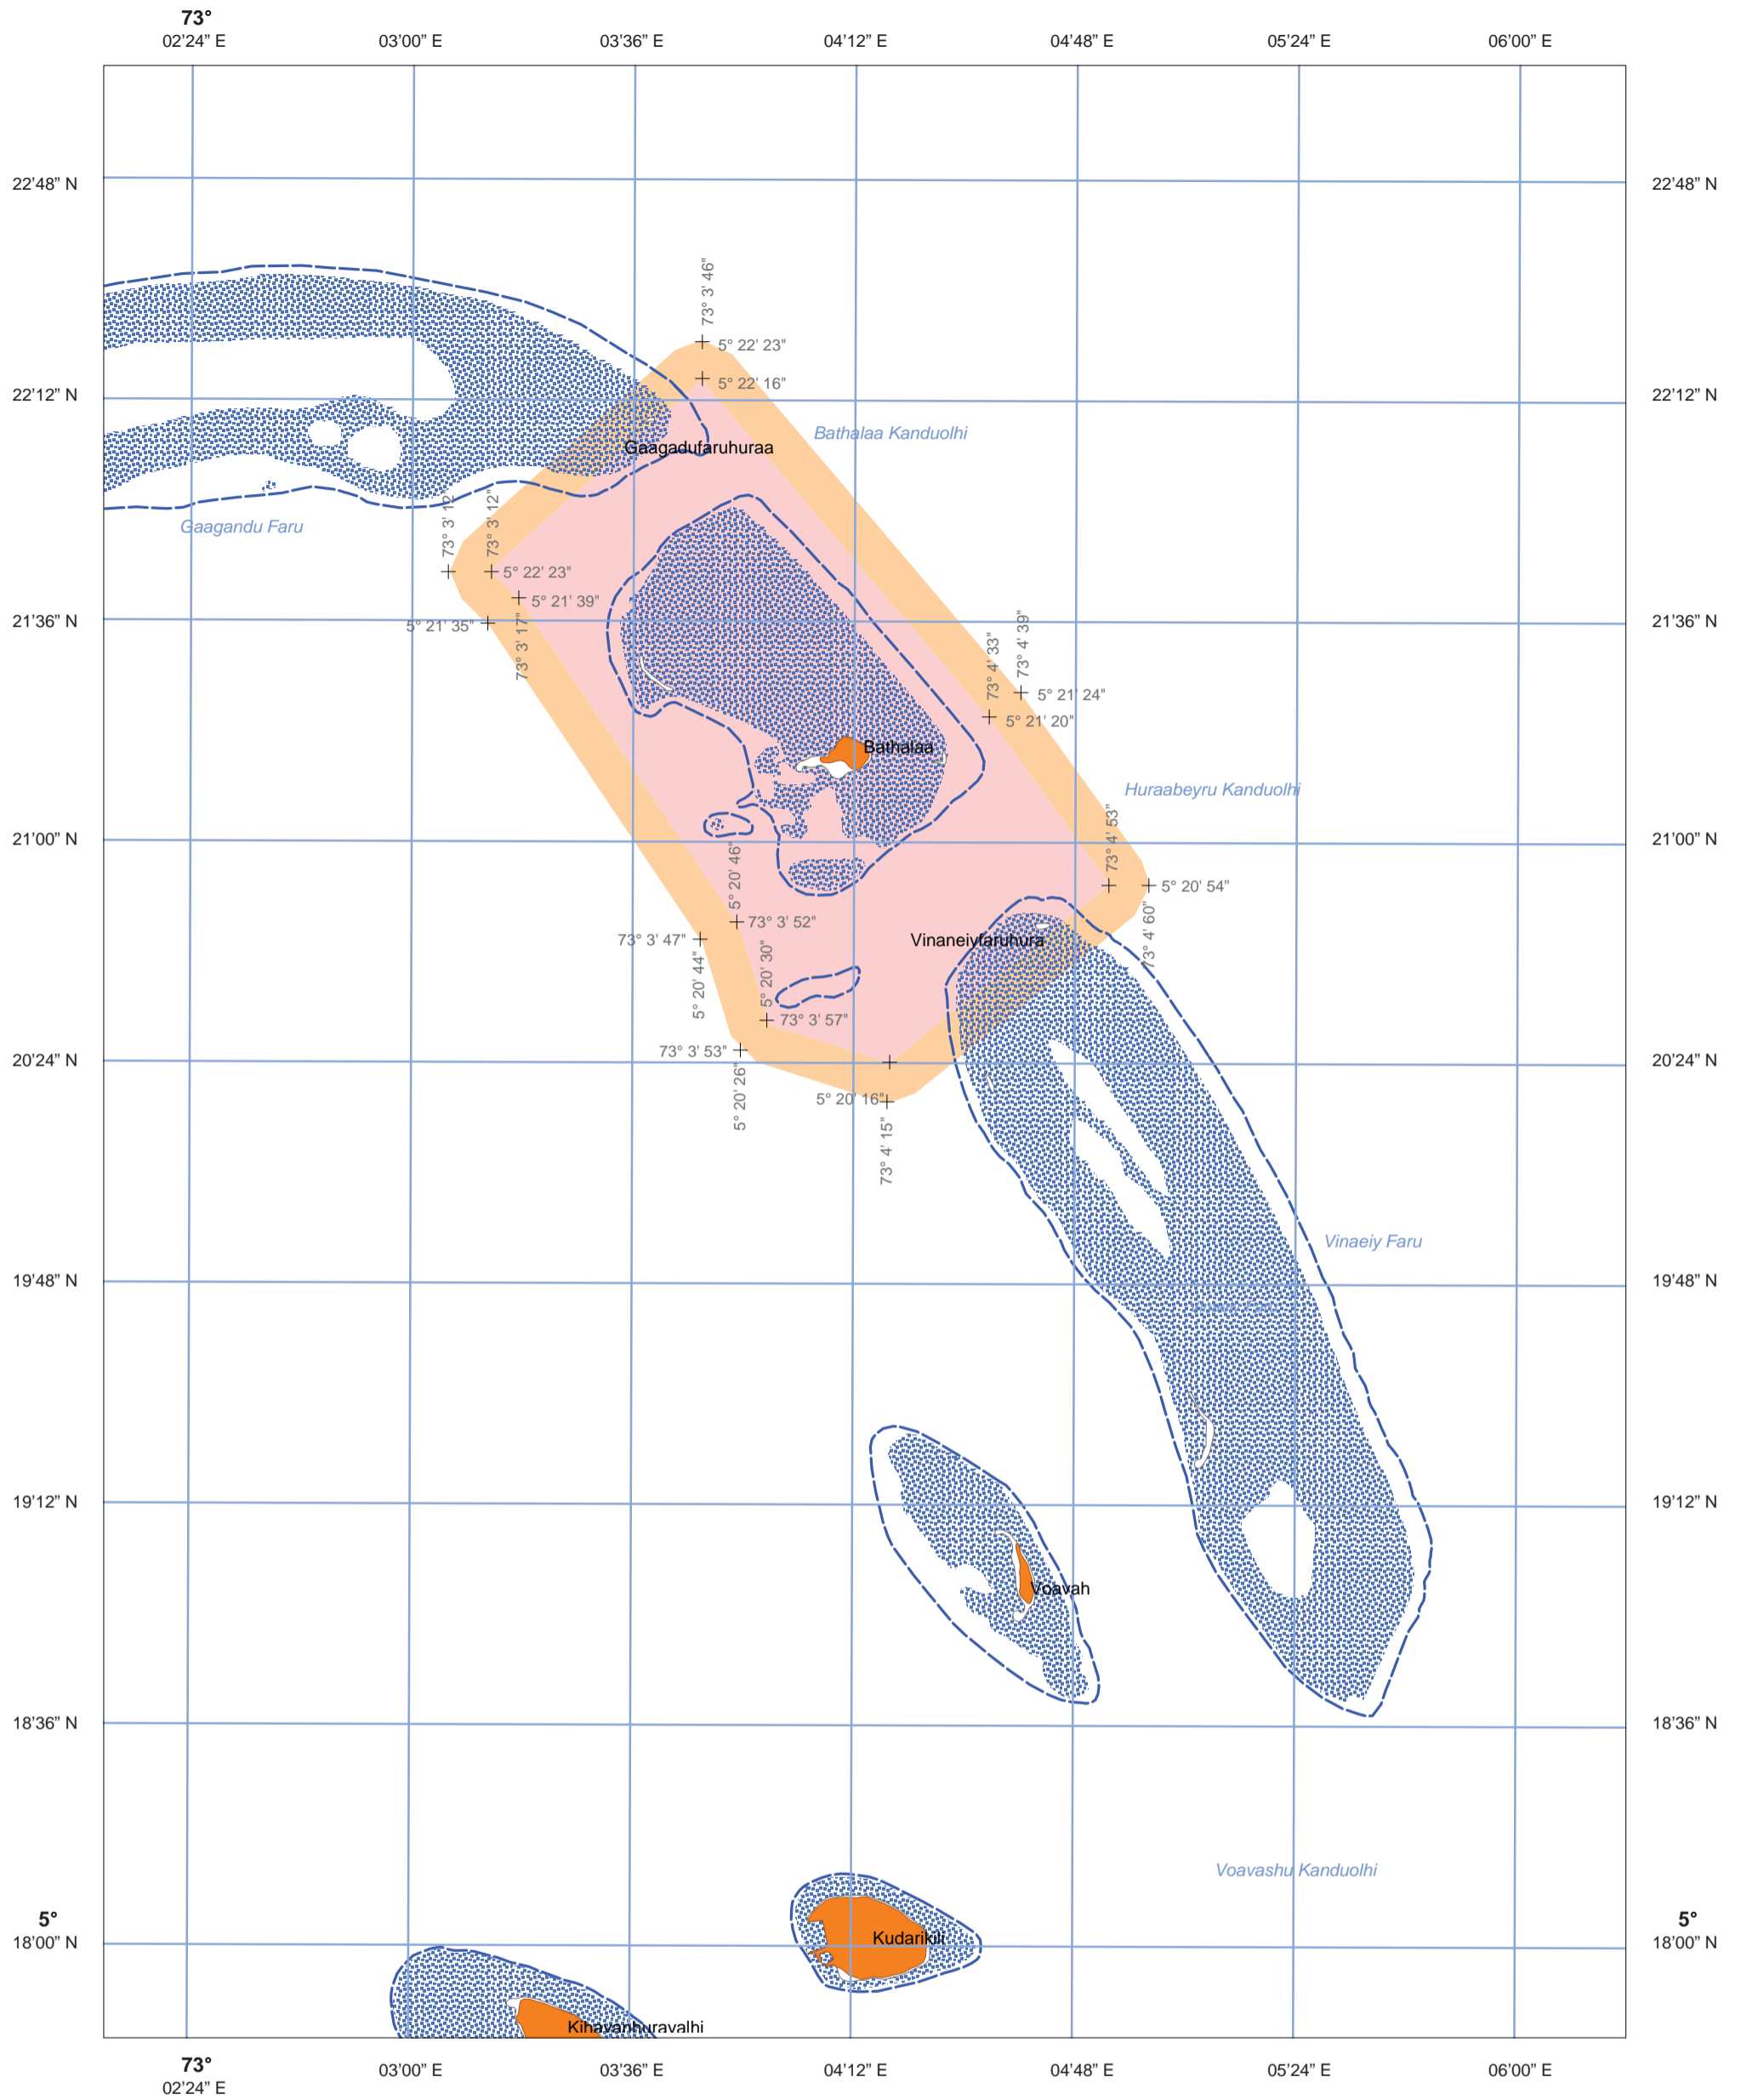 73°
02'24” E
03'00” E
03'36” E
04'12” E
04'48” E
05'24” E
06'00” E
22'48” N
22'48” N
73° 3' 46"
5° 22' 23"
5° 22' 16"
22'12” N
22'12” N
Bathalaa Kanduolhi
Gaagadufaruhuraa
Gaagandu Faru
73° 3' 12"
73° 3' 12"
5° 22' 23"
5° 21' 39"
21'36” N
5° 21' 35"
73° 3' 17"
21'36” N
73° 4' 33"
73° 4' 39"
5° 21' 24"
5° 21' 20"
Bathalaa
Huraabeyru Kanduolhi
21'00” N
21'00” N
73° 4' 53"
5° 20' 54"
73° 4' 60"
5° 20' 46"
73° 3' 52"
73° 3' 47"
5° 20' 44"
Vinaneiyfaruhura
5° 20' 30"
73° 3' 57"
73° 3' 53"
5° 20' 26"
20'24” N
20'24” N
5° 20' 16"
73° 4' 15"
Vinaeiy Faru
19'48” N
19'48” N
19'12” N
19'12” N
Voavah
18'36” N
18'36” N
Voavashu Kanduolhi
5°
18'00” N
5°
18'00” N
Kudarikili
Kihavanhuravalhi
73°
02'24” E
03'00” E
03'36” E
04'12” E
04'48” E
05'24” E
06'00” E